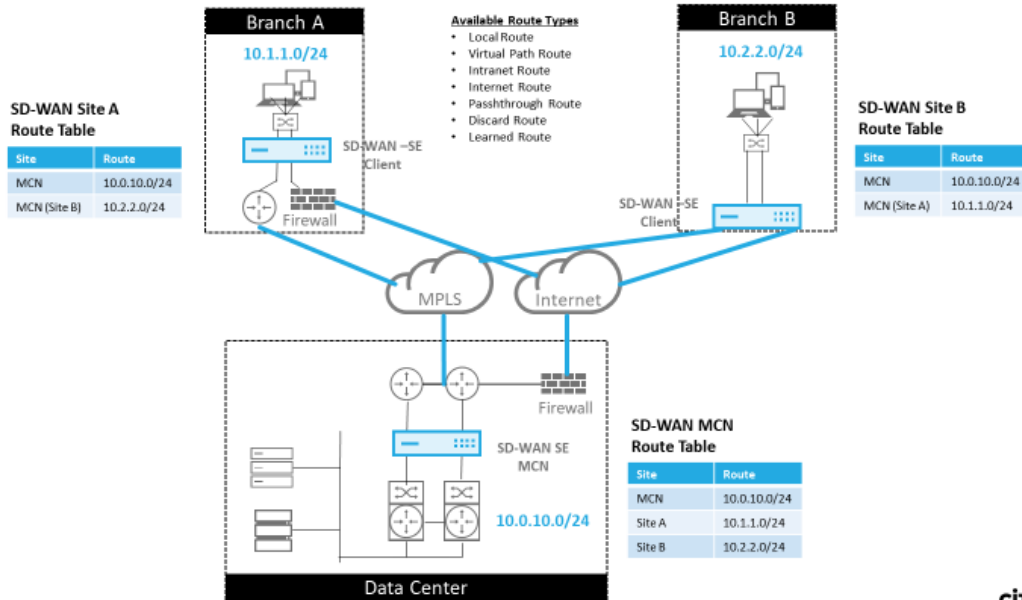 Branch A
10.1.1.0/24
Available Route Types
• Local Route
• Virtual Path Route
• Intranet Route
• Internet Route
• Passhthrough Route
• Discard Route
• Learned Route
Branch B
10.2.2.0/24
SD-WAN Site A
Route Table
Site Route
MCN 10.0.10.0/24
MCN (Site B) 10.2.2.0/24
SD-WAN –SE
Client
Firewall
SD-WAN –SE
Client
SD-WAN Site B
Route Table
Site Route
MCN 10.0.10.0/24
MCN (Site A) 10.1.1.0/24
MPLS
Internet
Firewall
SD-WAN SE
MCN
10.0.10.0/24
Data Center
SD-WAN MCN
Route Table
Site Route
MCN 10.0.10.0/24
Site A 10.1.1.0/24
Site B 10.2.2.0/24